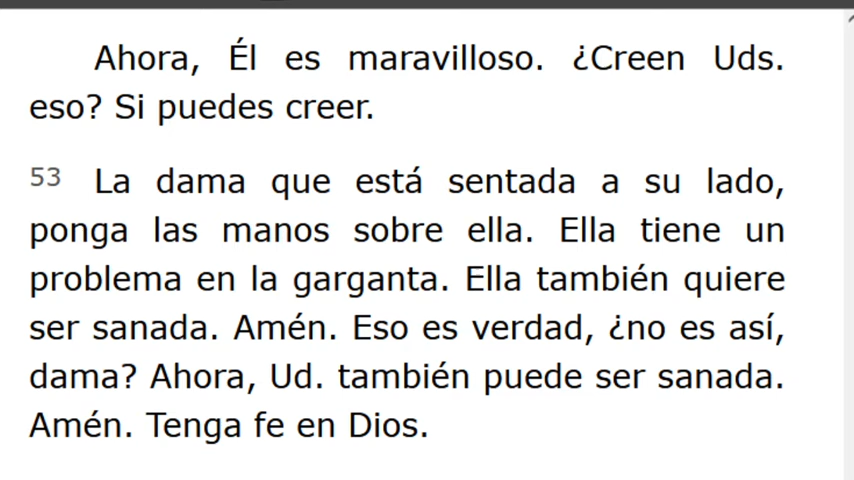 Ahora, Él es maravilloso. ¿Creen Uds.
eso? Si puedes creer.
53 La dama que está sentada a su lado,
ponga las manos sobre ella. Ella tiene un
problema en la garganta. Ella también quiere
ser sanada. Amén. Eso es verdad, ¿no es así,
dama? Ahora, Ud. también puede ser sanada.
Amén. Tenga fe en Dios.